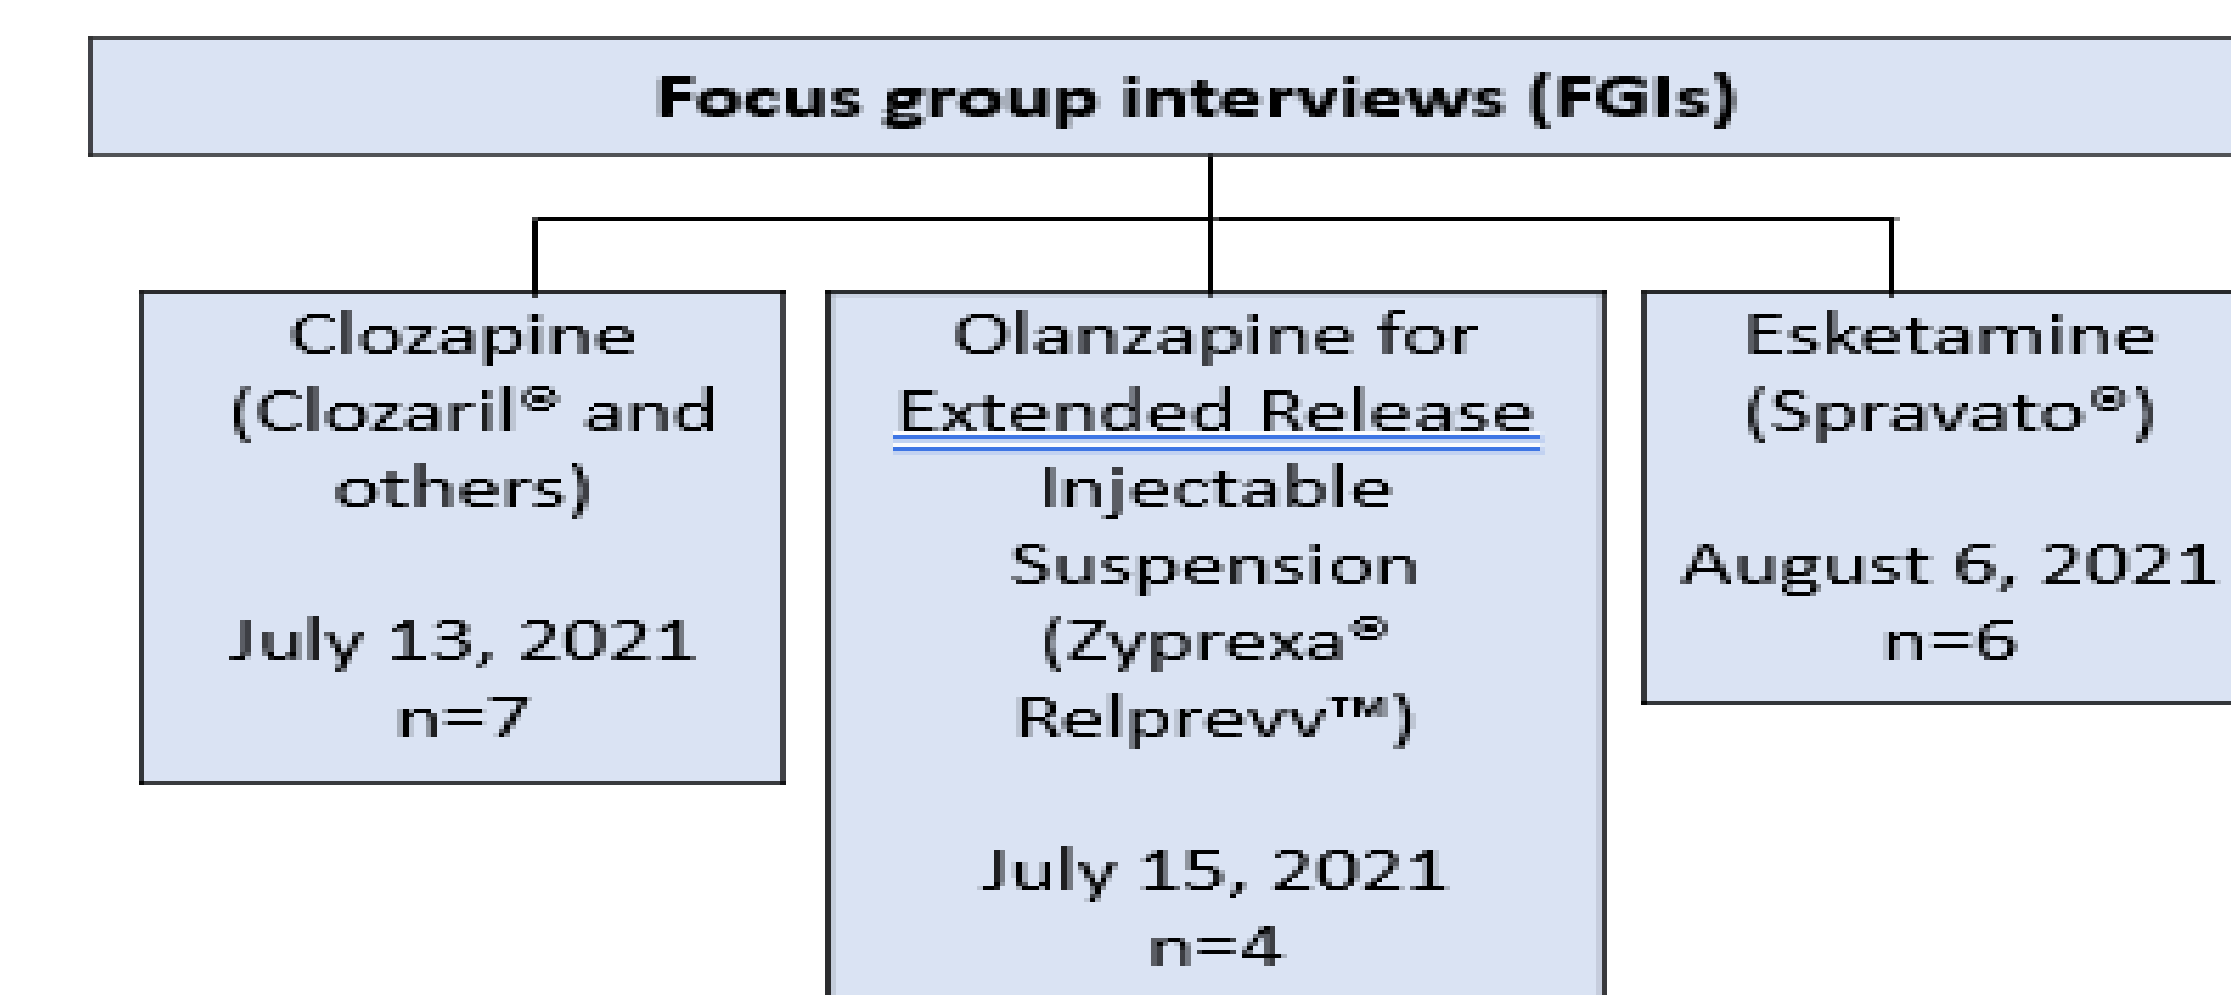 Focus group interviews (FGIs)
Clozapine
(Clozaril® and
others)
July 13, 2021
n=7
Olanzapine for
Extended Release
Injectable
Suspension
(Zyprexa®
Relprevv™)
July 15, 2021
n=4
Esketamine
(Spravato®)
August 6, 2021
n=6